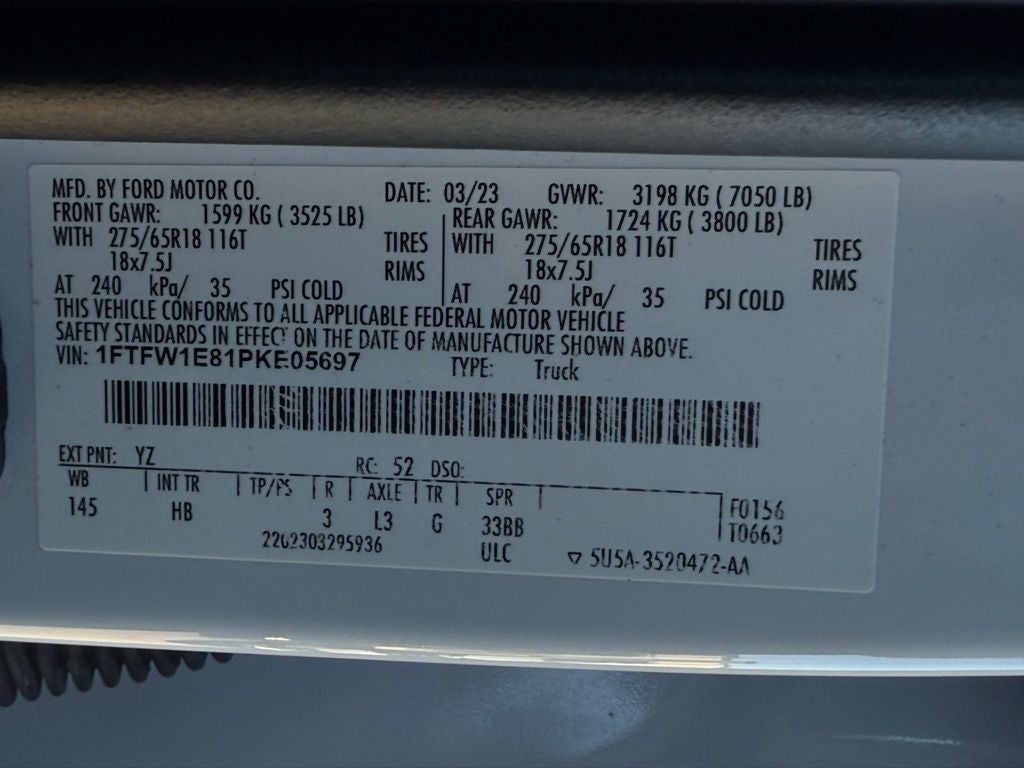 MFD. BY FORD MOTOR CO. DATE: 03/23 GVWR: 3198 KG ( 7050 LB)
FRONT GAWR: 1599 KG ( 3525 LB) REAR GAWR: 1724 KG ( 3800 LB)
WITH 275/65R18 116T TIRES WITH 275/65R18 116T TIRES
18x7.5J RIMS 18x7.5J RIMS
AT 240 kPa/ 35 PSI COLD AT 240 kPa/ 35 PSI COLD
THIS VEHICLE CONFORMS TO ALL APPLICABLE FEDERAL MOTOR VEHICLE
SAFETY STANDARDS IN EFFECT ON THE DATE OF MANUFACTURE SHOWN ABOVE.
VIN: 1FTFW1E81PKE05697 TYPE: Truck
EXT PNT: YZ RC: 52 DSO:
WB INT TR TP/PS R AXLE TR SPR F0156
145 HB 3 L3 G 33BB T0663
2202303295936 ULC ▽ 5U5A-3520472-AA